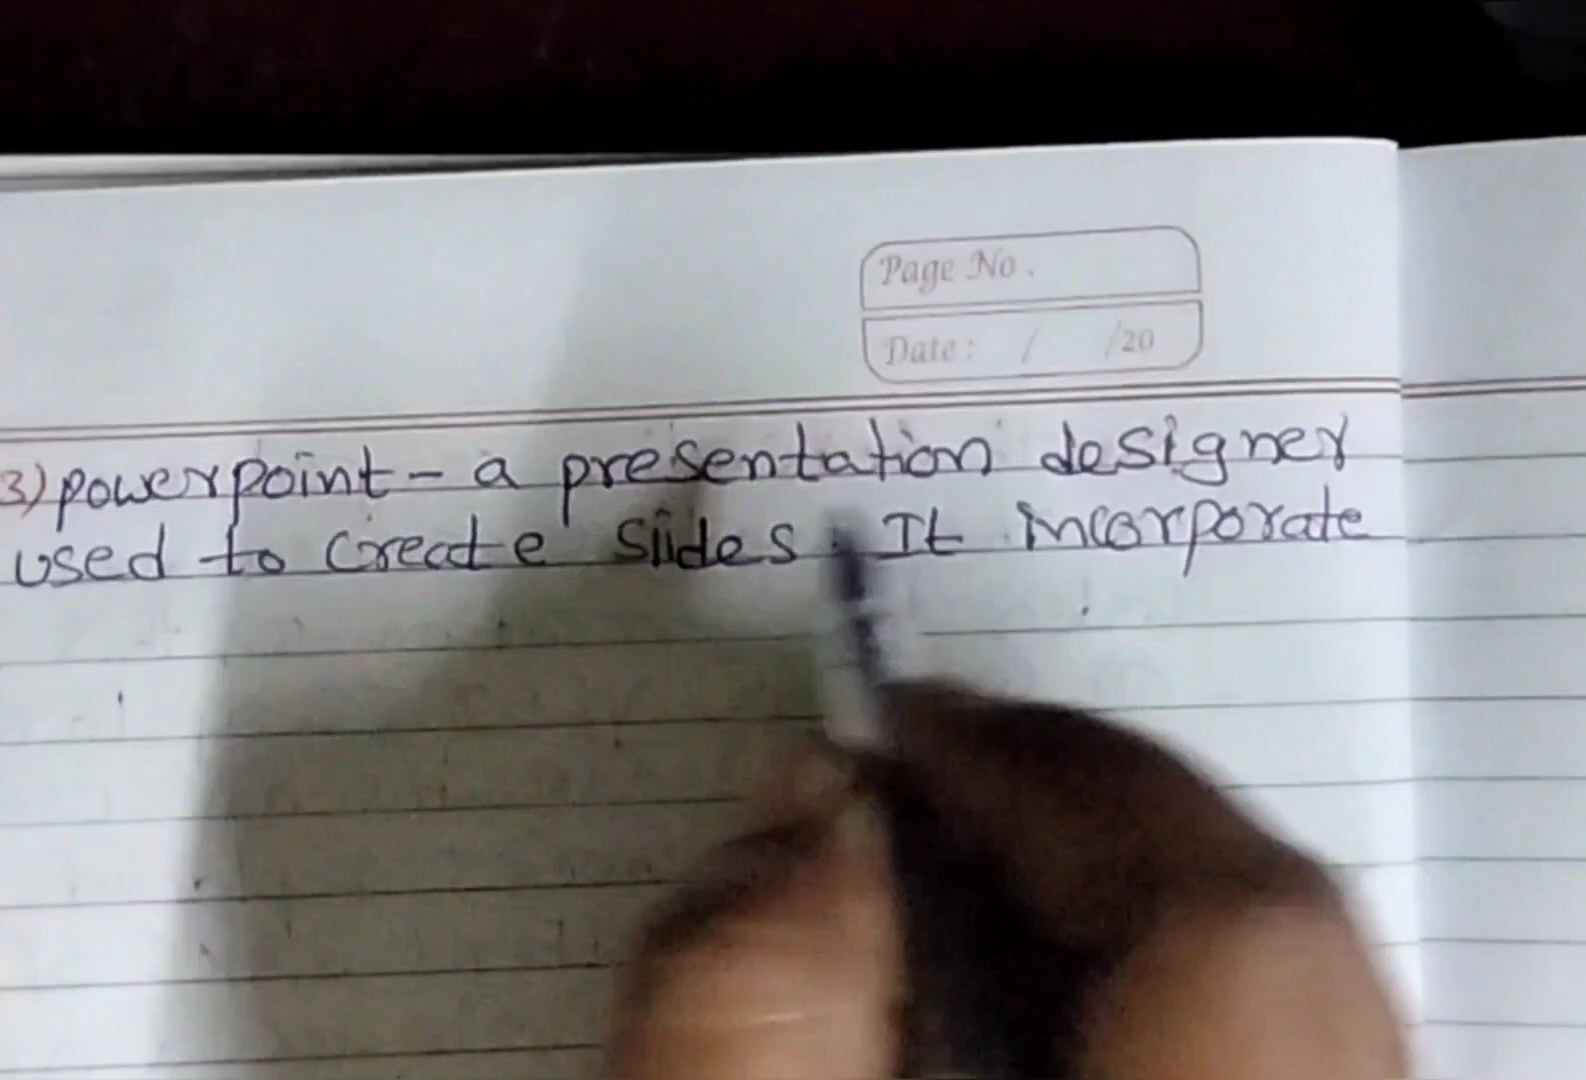 Page No.
Date: / /20
3) powerpoint - a presentation designer
used to create slides. It incorporate